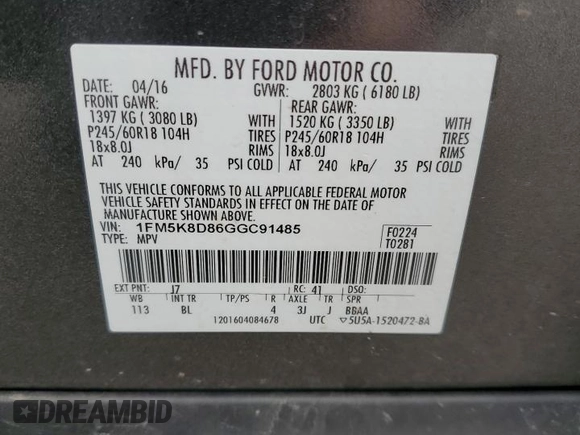 MFD. BY FORD MOTOR CO.
DATE: 04/16 GVWR: 2803 KG ( 6180 LB)
FRONT GAWR: REAR GAWR:
1397 KG ( 3080 LB) 1520 KG ( 3350 LB)
P245/60R18 104H TIRES P245/60R18 104H TIRES
18x8.0J RIMS 18x8.0J RIMS
AT 240 kPa/ 35 PSI COLD AT 240 kPa/ 35 PSI COLD
THIS VEHICLE CONFORMS TO ALL APPLICABLE FEDERAL MOTOR
VEHICLE SAFETY STANDARDS IN EFFECT ON THE DATE OF
MANUFACTURE SHOWN ABOVE.
VIN: 1FM5K8D86GGC91485 F0224
TYPE: MPV T0281
EXT PNT: J7 RC: 41 DSO:
WB INT TR TP/PS R AXLE TR SPR
113 BL 4 3J J BBAA
1201604084678 UTC ▽5U5A-1520472-BA
DREAMBID